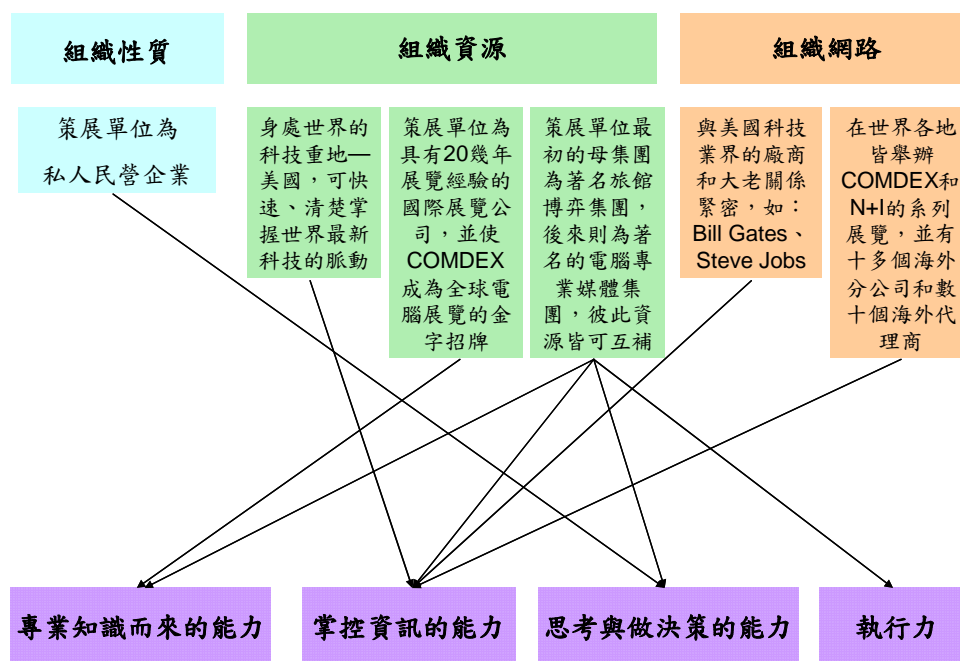 組織性質
組織資源
組織網路
策展單位為
私人民營企業
身處世界的
科技重地—
美國，可快
速、清楚掌
握世界最新
科技的脈動
策展單位為
具有20幾年
展覽經驗的
國際展覽公
司，並使
COMDEX
成為全球電
腦展覽的金
字招牌
策展單位最
初的母集團
為著名旅館
博弈集團，
後來則為著
名的電腦專
業媒體集
團，彼此資
源皆可互補
與美國科技
業界的廠商
和大老關係
緊密，如：
Bill Gates、
Steve Jobs
在世界各地
皆舉辦
COMDEX和
N+I的系列
展覽，並有
十多個海外
分公司和數
十個海外代
理商
專業知識而來的能力
掌控資訊的能力
思考與做決策的能力
執行力